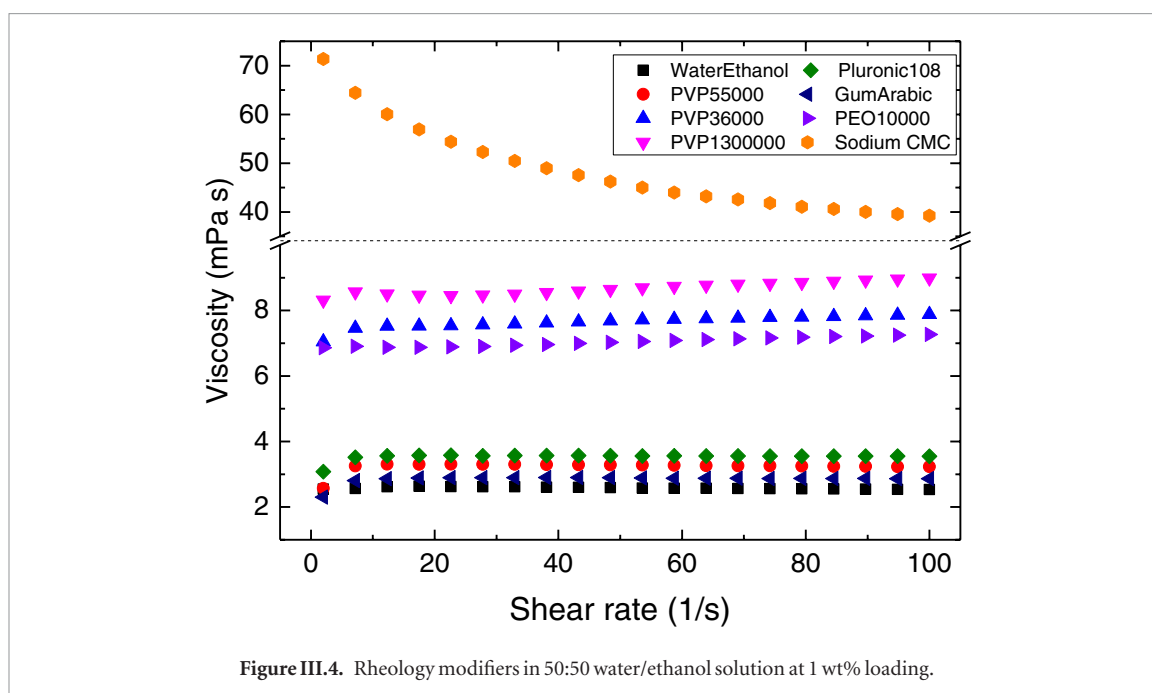 70
60
50
40
8
6
4
2
Viscosity (mPa s)
WaterEthanol
PVP55000
PVP36000
PVP1300000
Pluronic108
GumArabic
PEO10000
Sodium CMC
0 20 40 60 80 100
Shear rate (1/s)
Figure III.4. Rheology modifiers in 50:50 water/ethanol solution at 1 wt% loading.